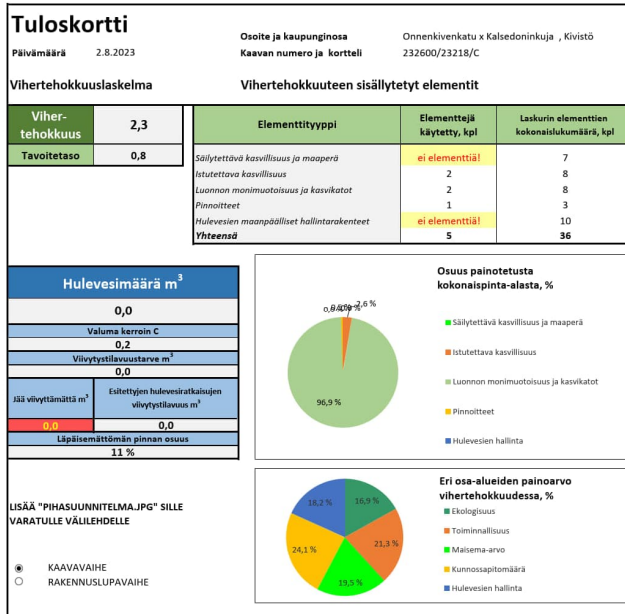 Tuloskortti
Päivämäärä 2.8.2023
Osoite ja kaupunginosa Onnenkivenkatu x Kalsedoninkuja , Kivistö
Kaavan numero ja kortteli 232600/23218/C
Vihertehokkuuslaskelma
Vihertehokkuuteen sisällytetyt elementit
Viher-
tehokkuus 2,3
Tavoitetaso 0,8
Elementtityyppi Elementtejä käytetty, kpl Laskurin elementtien kokonaislukumäärä, kpl
Säilytettävä kasvillisuus ja maaperä ei elementtiä! 7
Istutettava kasvillisuus 2 8
Luonnon monimuotoisuus ja kasvikatot 2 8
Pinnoitteet 1 3
Hulevesien maanpäälliset hallintarakenteet ei elementtiä! 10
Yhteensä 5 36
Hulevesimäärä m³
0,0
Valuma kerroin C
0,2
Viivytystilavuustarve m³
0,0
Jää viivyttämättä m³
Esitettyjen hulevesiratkaisujen
viivytystilavuus m³
0,0 0,0
Läpäisemättömän pinnan osuus
11 %
Osuus painotetusta
kokonaispinta-alasta, %
2,6 %
96,9 %
Säilytettävä kasvillisuus ja maaperä
Istutettava kasvillisuus
Luonnon monimuotoisuus ja kasvikatot
Pinnoitteet
Hulevesien hallinta
LISÄÄ "PIHASUUNNITELMA.JPG" SILLE
VARATULLE VÄLILEHDELLE
KAAVAVAIHE
RAKENNUSLUPAVAIHE
Eri osa-alueiden painoarvo
vihertehokkuudessa, %
18,2 %
16,9 %
24,1 %
21,3 %
19,5 %
Ekologisuus
Toiminnallisuus
Maisema-arvo
Kunnossapitomäärä
Hulevesien hallinta